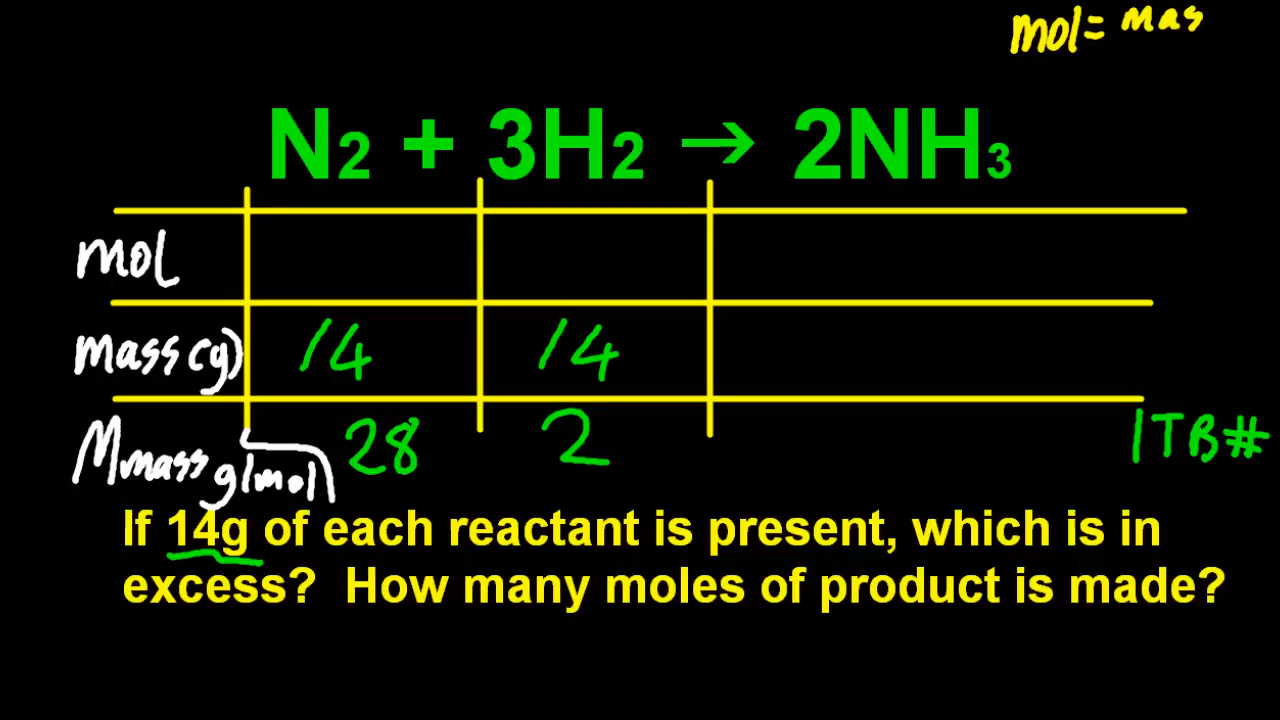 mol= mas
N2 + 3H2 → 2NH3
mol
mass(g) 14 14
Mmass g/mol 28 2 1TB#
If 14g of each reactant is present, which is in
excess? How many moles of product is made?